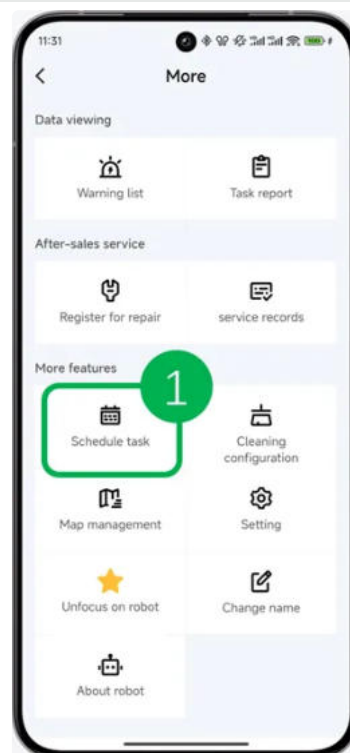 11:31
100
More
Data viewing
Warning list
Task report
After-sales service
Register for repair
service records
More features
1
Schedule task
Cleaning
configuration
Map management
Setting
Unfocus on robot
Change name
About robot